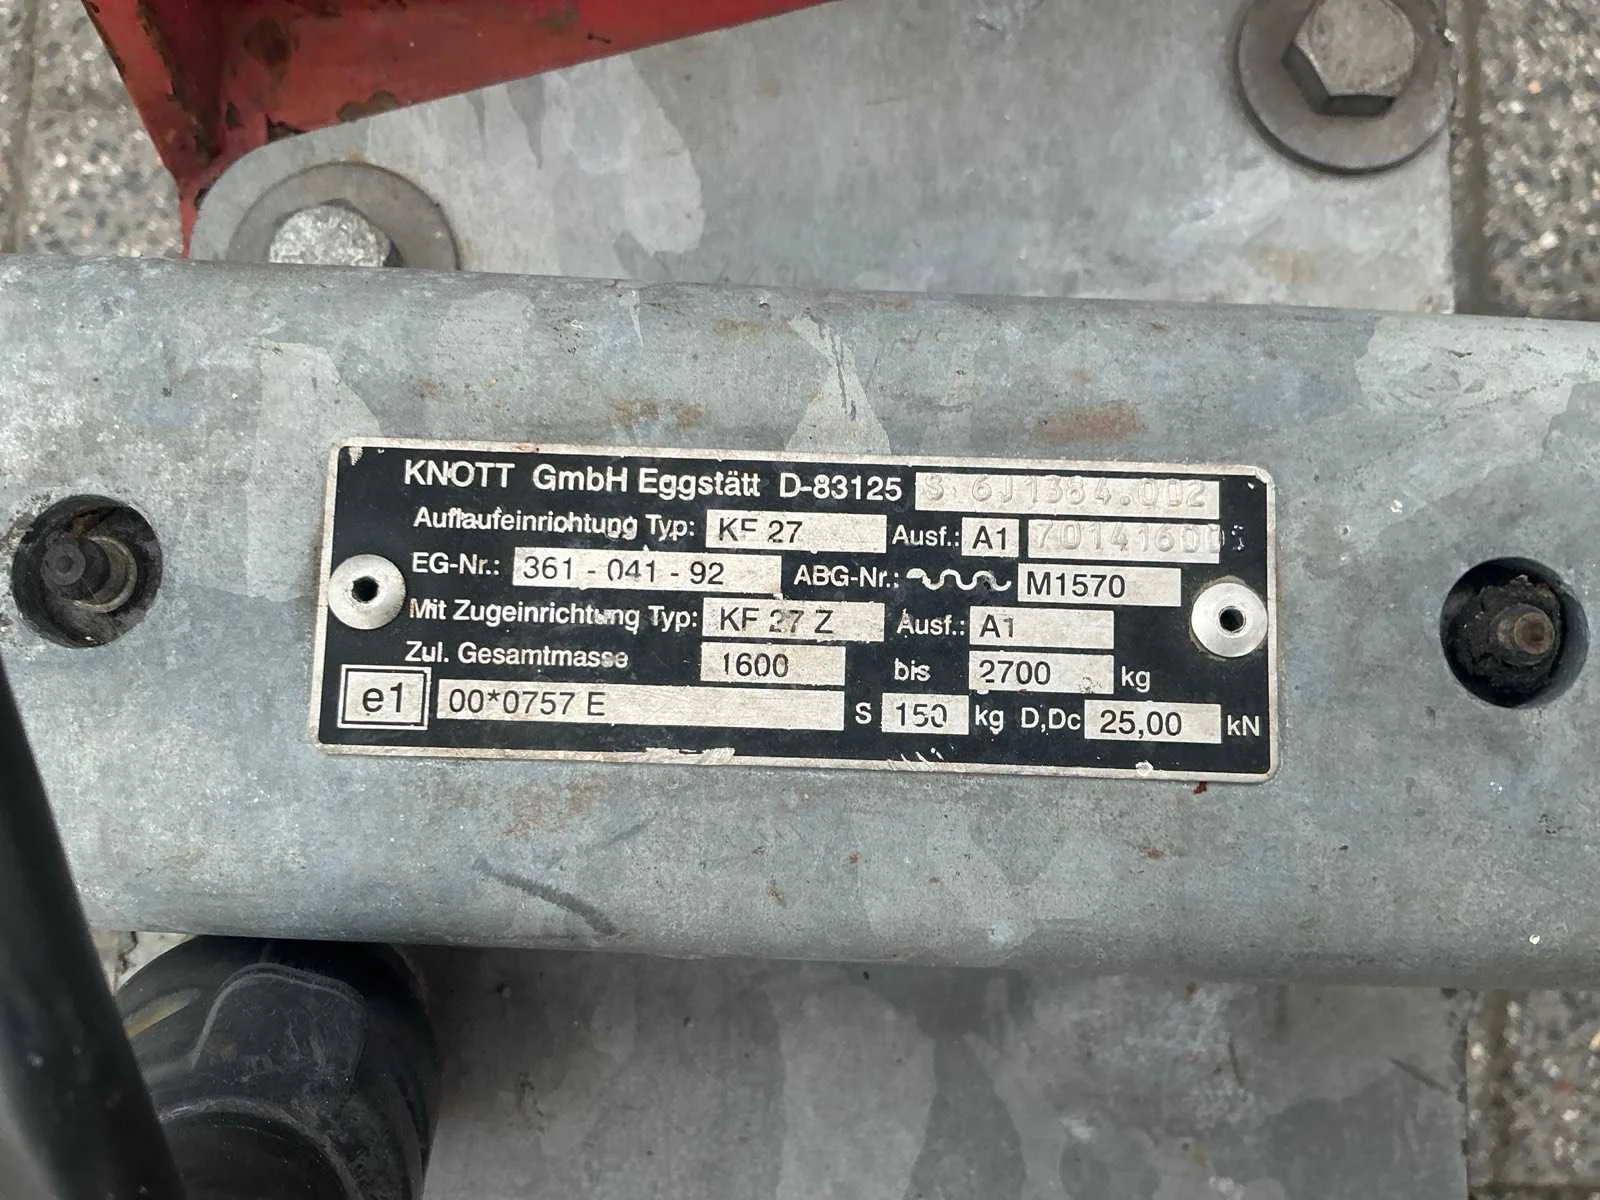 KNOTT GmbH Eggstätt D-83125 S 6J1384.002
Auflaufeinrichtung Typ: KF 27 Ausf.: A1
EG-Nr.: 361 - 041 - 92 ABG-Nr.: M1570
Mit Zugeinrichtung Typ: KF 27 Z Ausf.: A1
Zul. Gesamtmasse 1600 bis 2700 kg
e1 00*0757 E S 150 kg D,Dc 25,00 kN